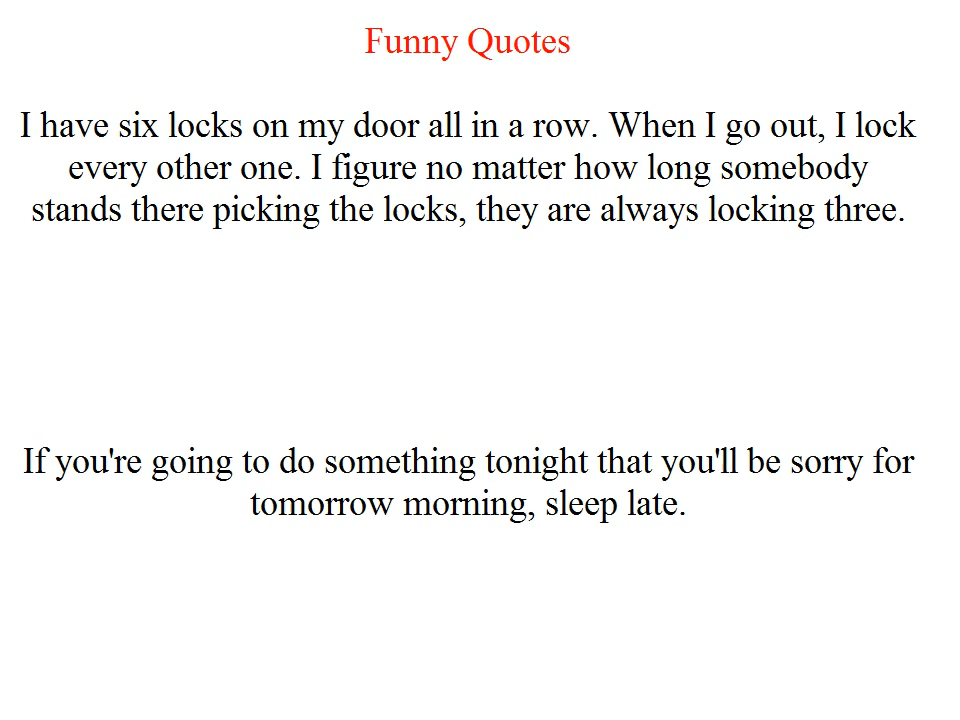 Funny Quotes
I have six locks on my door all in a row. When I go out, I lock
every other one. I figure no matter how long somebody
stands there picking the locks, they are always locking three.
If you're going to do something tonight that you'll be sorry for
tomorrow morning, sleep late.